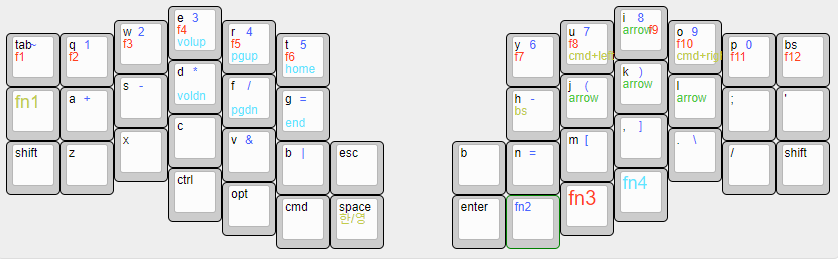 tab~
f1
q 1
f2
w 2
f3
e 3
f4
volup
r 4
f5
pgup
t 5
f6
home
y 6
f7
u 7
f8
cmd+left
i 8
arrow f9
o 9
f10
cmd+righ
p 0
f11
bs
f12
fn1
a +
s -
d *
voldn
f /
pgdn
g =
end
h -
bs
j (
arrow
k )
arrow
l
arrow
;
'
shift
z
x
c
v &
b |
esc
b
n =
m [
, ]
. \
/
shift
ctrl
opt
cmd
space
한/영
enter
fn2
fn3
fn4